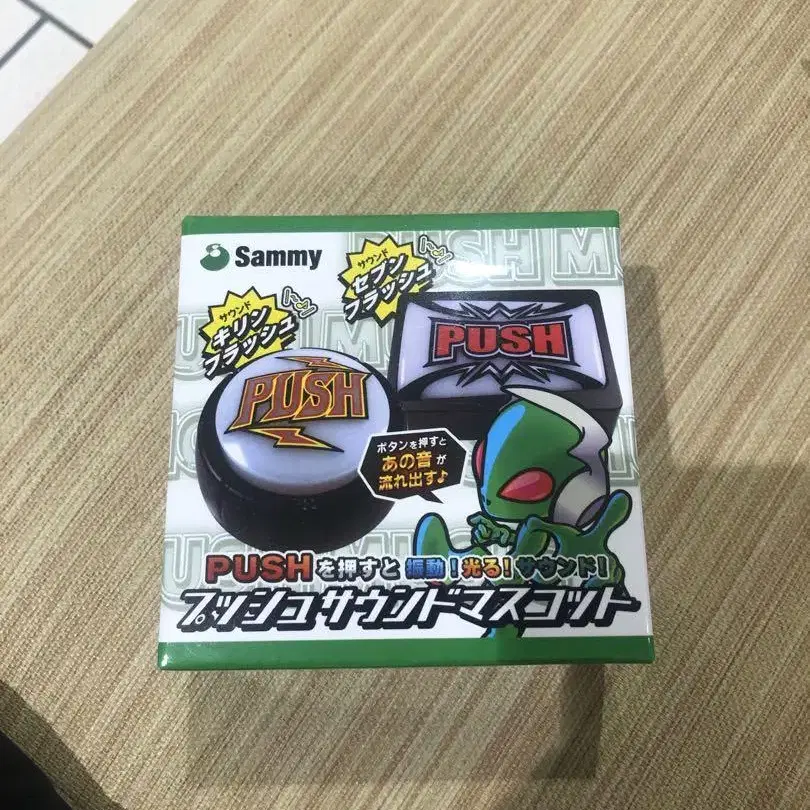 Sammy
サウンド
セブン
フラッシュ
サウンド
キリン
フラッシュ
PUSH
PUSH
ボタンを押すと
あの音が
流れ出す♪
PUSHを押すと振動!光る!サウンド!
プッシュサウンドマスコット